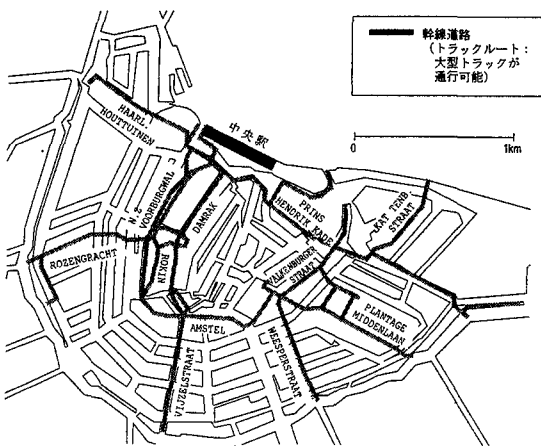 幹線道路
(トラックルート:
大型トラックが
通行可能)
0
1km
中央駅
HAARL.
HOUTTUINEN
N.Z.
VOORBURGWAL
DAMRAK
PRINS
HENDRIK KADE
KAT TENB
STRAAT
ROZENGRACHT
ROKIN
VALKENBURGER
STRAAT
PLANTAGE
MIDDENLAAN
AMSTEL
VIJZELSTRAAT
WEESPERSTRAAT